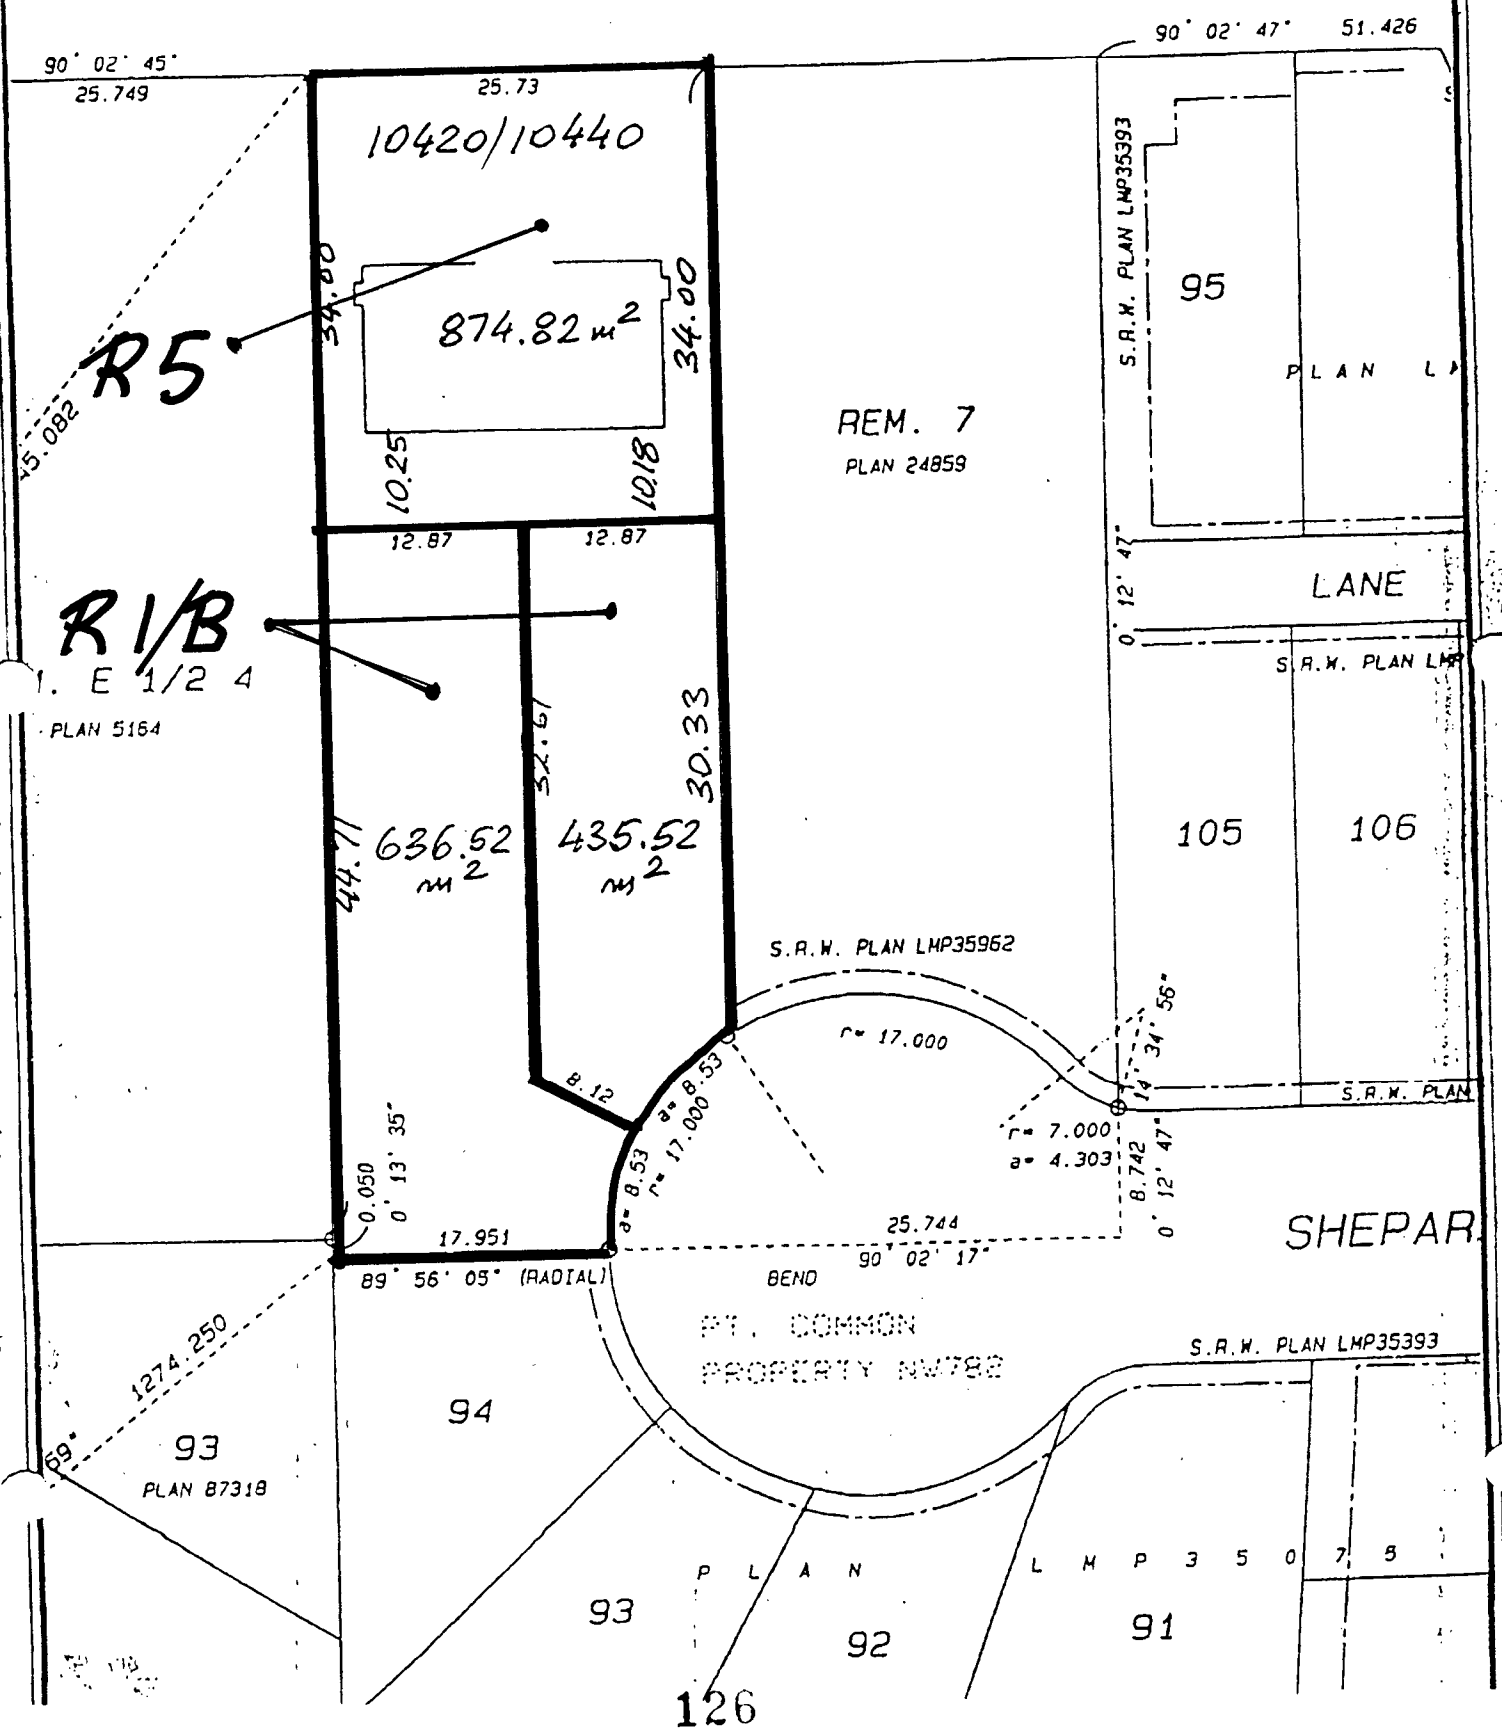 90° 02' 45"
25.749
25.73
90° 02' 47" 51.426
10420/10440
S.R.W. PLAN LMP35393
34.00
34.00
95
R5
874.82 m²
PLAN L
REM. 7
PLAN 24859
10.25
10.18
12.87
12.87
0° 12' 47"
LANE
R1/B
E 1/2 4
PLAN 5164
S.R.W. PLAN LMP
32.61
30.33
44.71
636.52
m²
435.52
m²
105
106
S.R.W. PLAN LMP35962
r= 17.000
14' 34' 56"
8.12
a= 8.53
r= 17.000
a= 8.53
S.R.W. PLAN
r= 7.000
a= 4.303
8.742
0° 12' 47"
0.050
0° 13' 35"
17.951
89° 56' 05" (RADIAL)
25.744
90° 02' 17"
BEND
SHEPAR
PT. COMMON
PROPERTY NW782
1274.250
S.R.W. PLAN LMP35393
94
93
PLAN 87318
69"
PLAN LMP35078
93
92
91
126